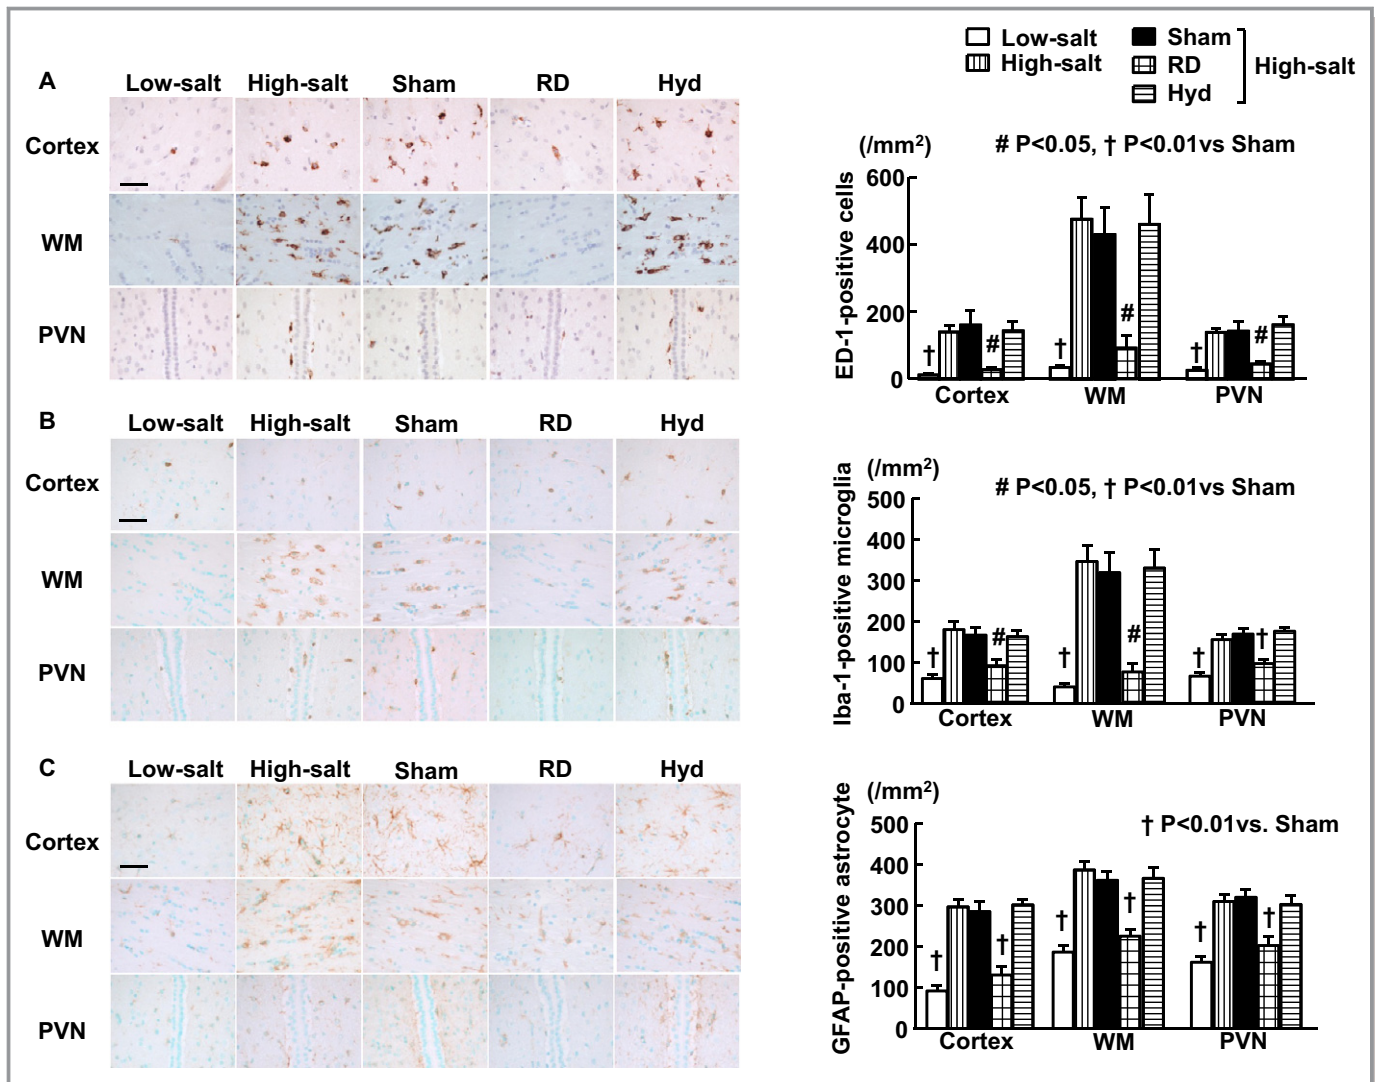 Low-salt
High-salt
Sham
RD
Hyd
High-salt
A
Low-salt High-salt Sham RD Hyd
Cortex
WM
PVN
(/mm²)
# P<0.05, † P<0.01vs Sham
ED-1-positive cells
600
400
200
0
† # † # † #
Cortex WM PVN
B
Low-salt High-salt Sham RD Hyd
Cortex
WM
PVN
(/mm²)
# P<0.05, † P<0.01vs Sham
Iba-1-positive microglia
500
400
300
200
100
0
† # † # † †
Cortex WM PVN
C
Low-salt High-salt Sham RD Hyd
Cortex
WM
PVN
(/mm²)
† P<0.01vs. Sham
GFAP-positive astrocyte
500
400
300
200
100
0
† † † † † †
Cortex WM PVN